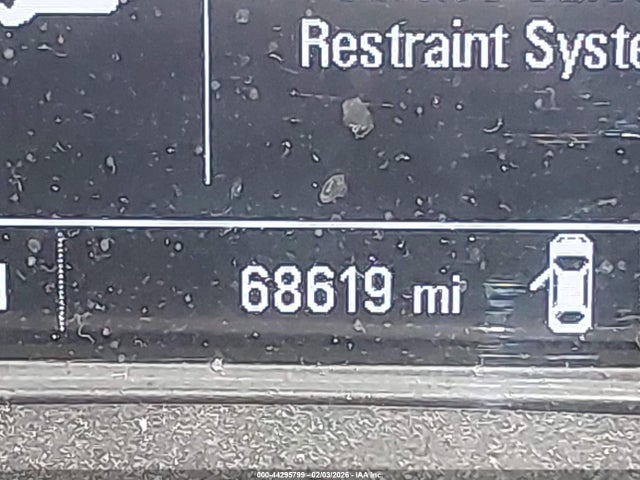 Restraint Syste
68619 mi
000-44295799 - 02/03/2026 - IAA Inc.